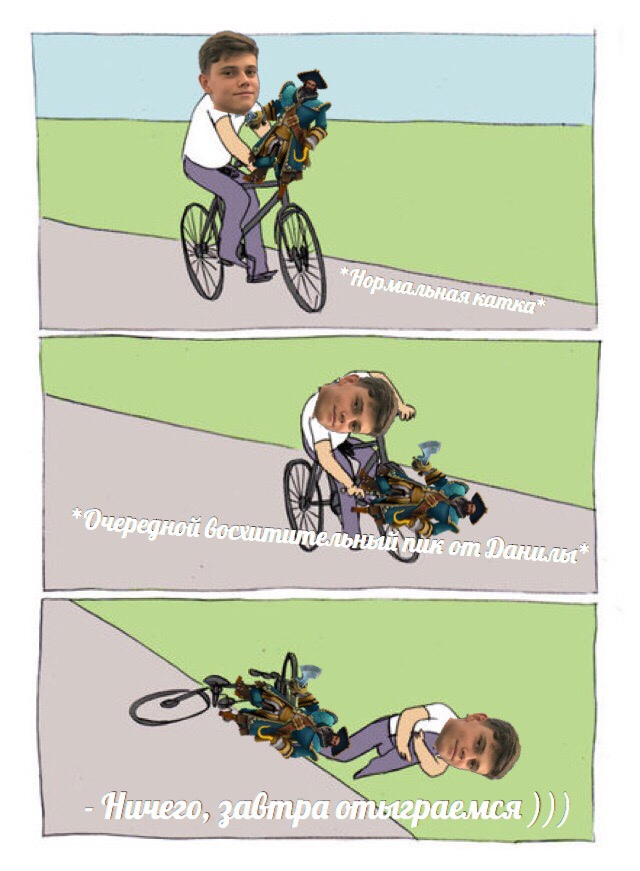 *Нормальная катка*
*Очередной восхитительный пик от Данилы*
- Ничего, завтра отыграемся )))